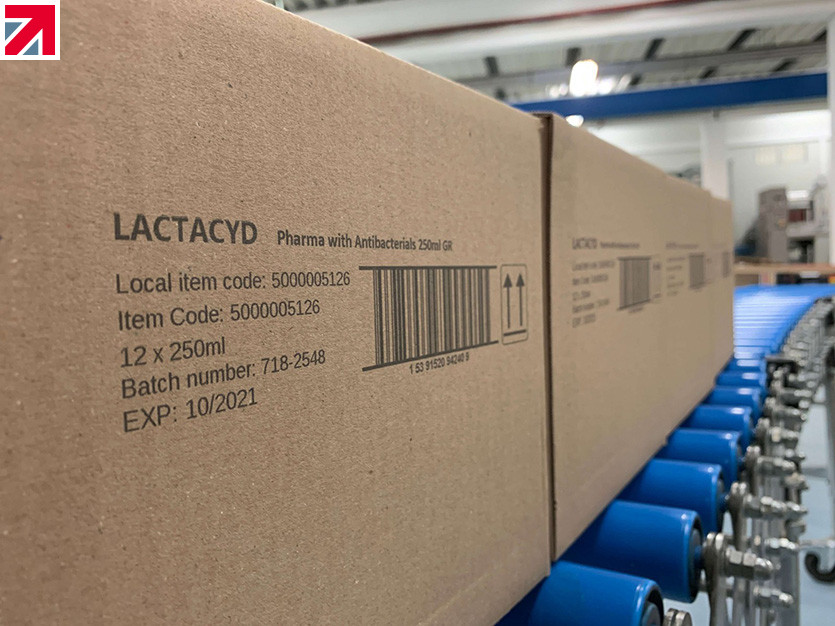 LACTACYD Pharma with Antibacterials 250ml GR
Local item code: 5000005126
Item Code: 5000005126
12 x 250ml
Batch number: 718-2548
EXP: 10/2021
1 53 91520 94240 9
LACTACYD